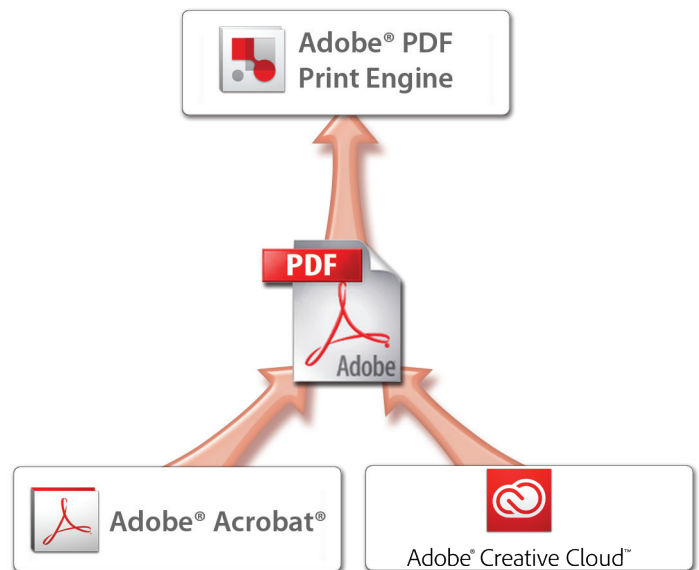 Adobe® PDF
Print Engine
PDF
Adobe
Adobe® Acrobat®
Adobe® Creative Cloud™